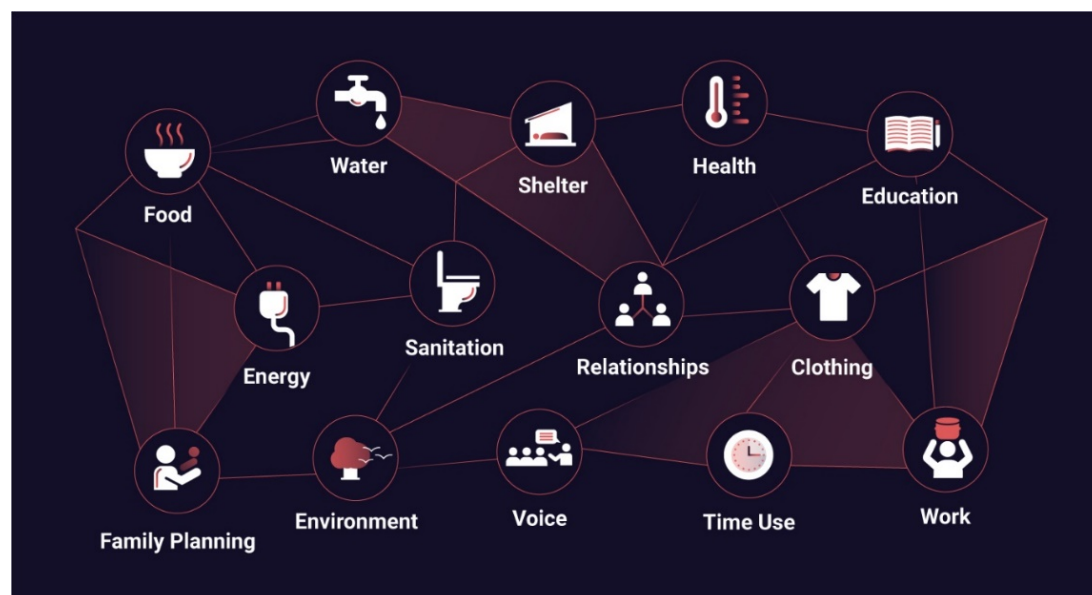 Water
Shelter
Health
Education
Food
Energy
Sanitation
Relationships
Clothing
Family Planning
Environment
Voice
Time Use
Work